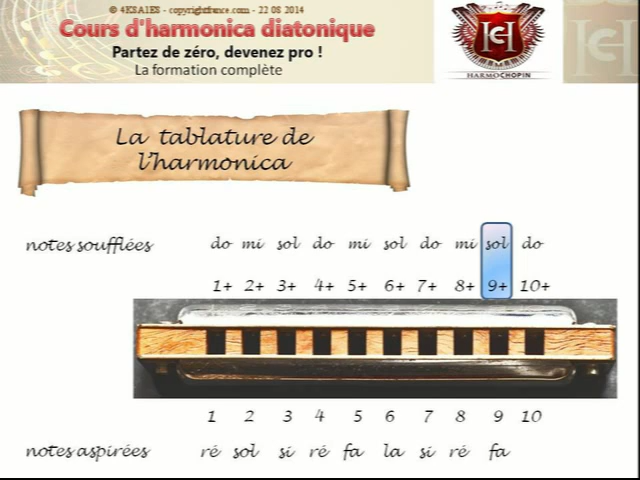 © 4KSA1ES - copyrightfrance.com - 22 08 2014
Cours d'harmonica diatonique
Partez de zéro, devenez pro !
La formation complète
HC
HARMOCHOPIN
La tablature de
l'harmonica
notes soufflées do mi sol do mi sol do mi sol do
1+ 2+ 3+ 4+ 5+ 6+ 7+ 8+ 9+ 10+
1 2 3 4 5 6 7 8 9 10
notes aspirées ré sol si ré fa la si ré fa